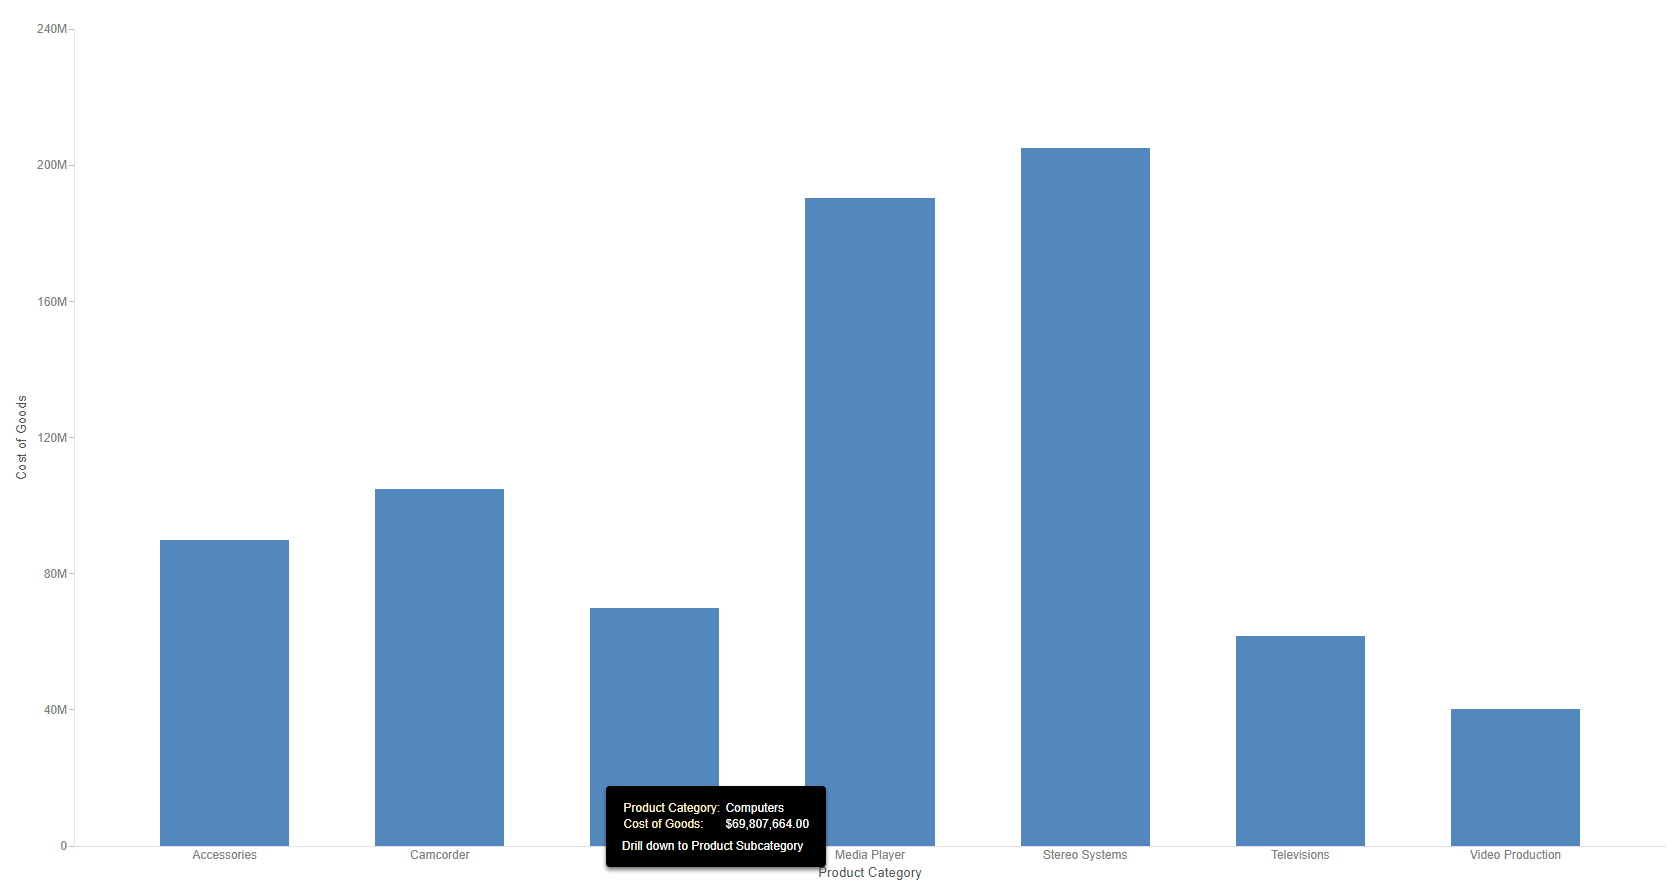 240M
200M
160M
120M
80M
40M
0
Cost of Goods
Product Category: Computers
Cost of Goods: $69,807,664.00
Drill down to Product Subcategory
Accessories
Camcorder
Media Player
Stereo Systems
Televisions
Video Production
Product Category